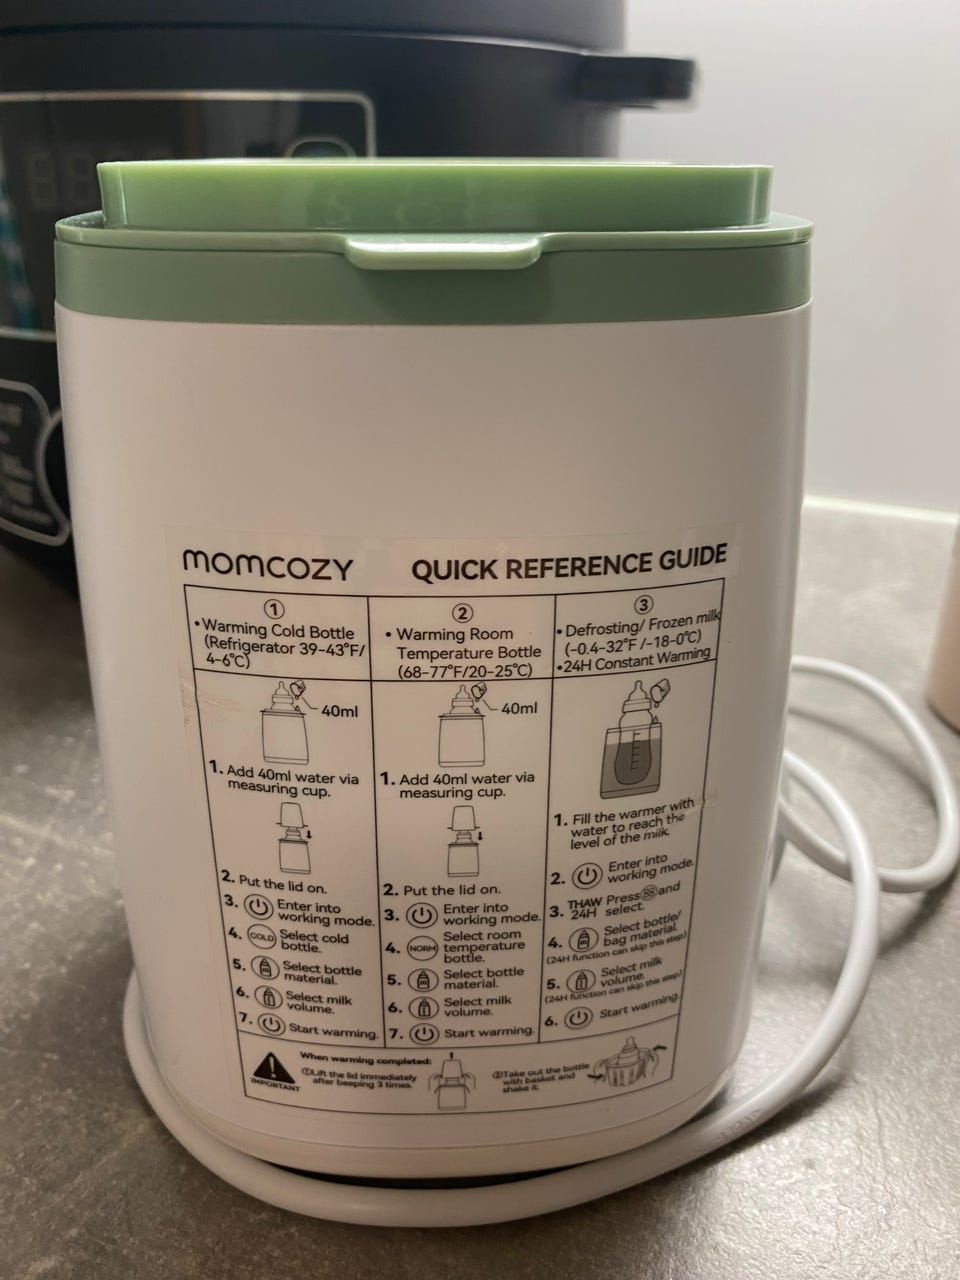 momcozy
QUICK REFERENCE GUIDE
①
• Warming Cold Bottle
(Refrigerator 39-43°F/
4-6℃)
40ml
1. Add 40ml water via
measuring cup.
2. Put the lid on.
3. Enter into
working mode.
4. COLD Select cold
bottle.
5. Select bottle
material.
6. Select milk
volume.
7. Start warming.
②
• Warming Room
Temperature Bottle
(68-77°F/20-25℃)
40ml
1. Add 40ml water via
measuring cup.
2. Put the lid on.
3. Enter into
working mode.
4. NORM Select room
temperature
bottle.
5. Select bottle
material.
6. Select milk
volume.
7. Start warming.
③
• Defrosting/ Frozen milk
(-0.4-32°F /-18-0℃)
•24H Constant Warming
1. Fill the warmer with
water to reach the
level of the milk.
2. Enter into
working mode.
3. THAW Press and
24H select.
4. Select bottle/
bag material.
(24H function can skip this step)
5. Select milk
volume.
(24H function can skip this step)
6. Start warming.
IMPORTANT
When warming completed:
①Lift the lid immediately
after beeping 3 times.
②Take out the bottle
with basket and
shake it.